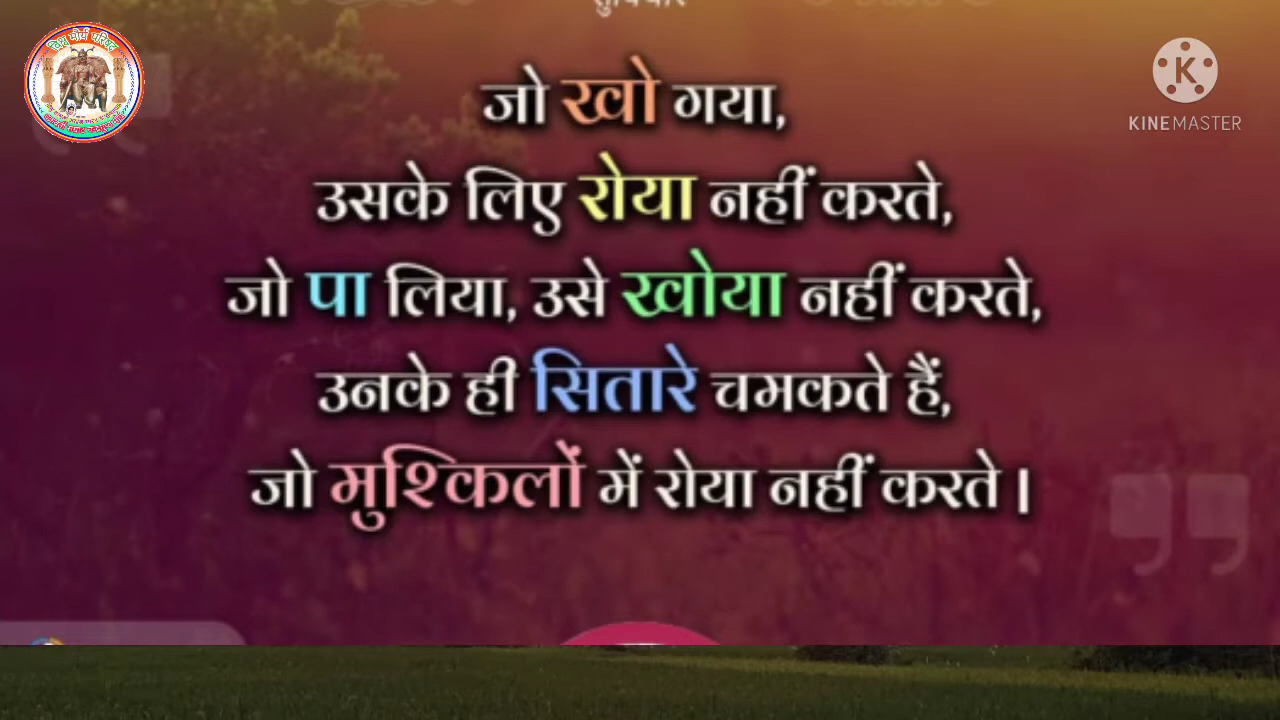 जो खो गया,
उसके लिए रोया नहीं करते,
जो पा लिया, उसे खोया नहीं करते,
उनके ही सितारे चमकते हैं,
जो मुश्किलों में रोया नहीं करते।
KINEMASTER